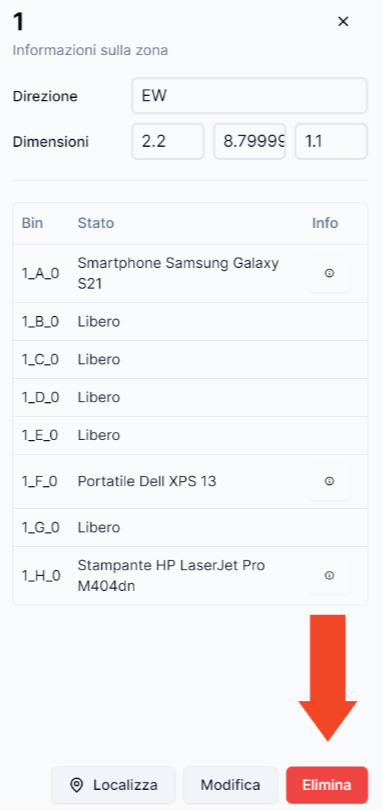 1
Informazioni sulla zona
Direzione EW
Dimensioni 2.2 8.79999 1.1
Bin Stato Info
1_A_0 Smartphone Samsung Galaxy
S21
1_B_0 Libero
1_C_0 Libero
1_D_0 Libero
1_E_0 Libero
1_F_0 Portatile Dell XPS 13
1_G_0 Libero
1_H_0 Stampante HP LaserJet Pro
M404dn
Localizza Modifica Elimina